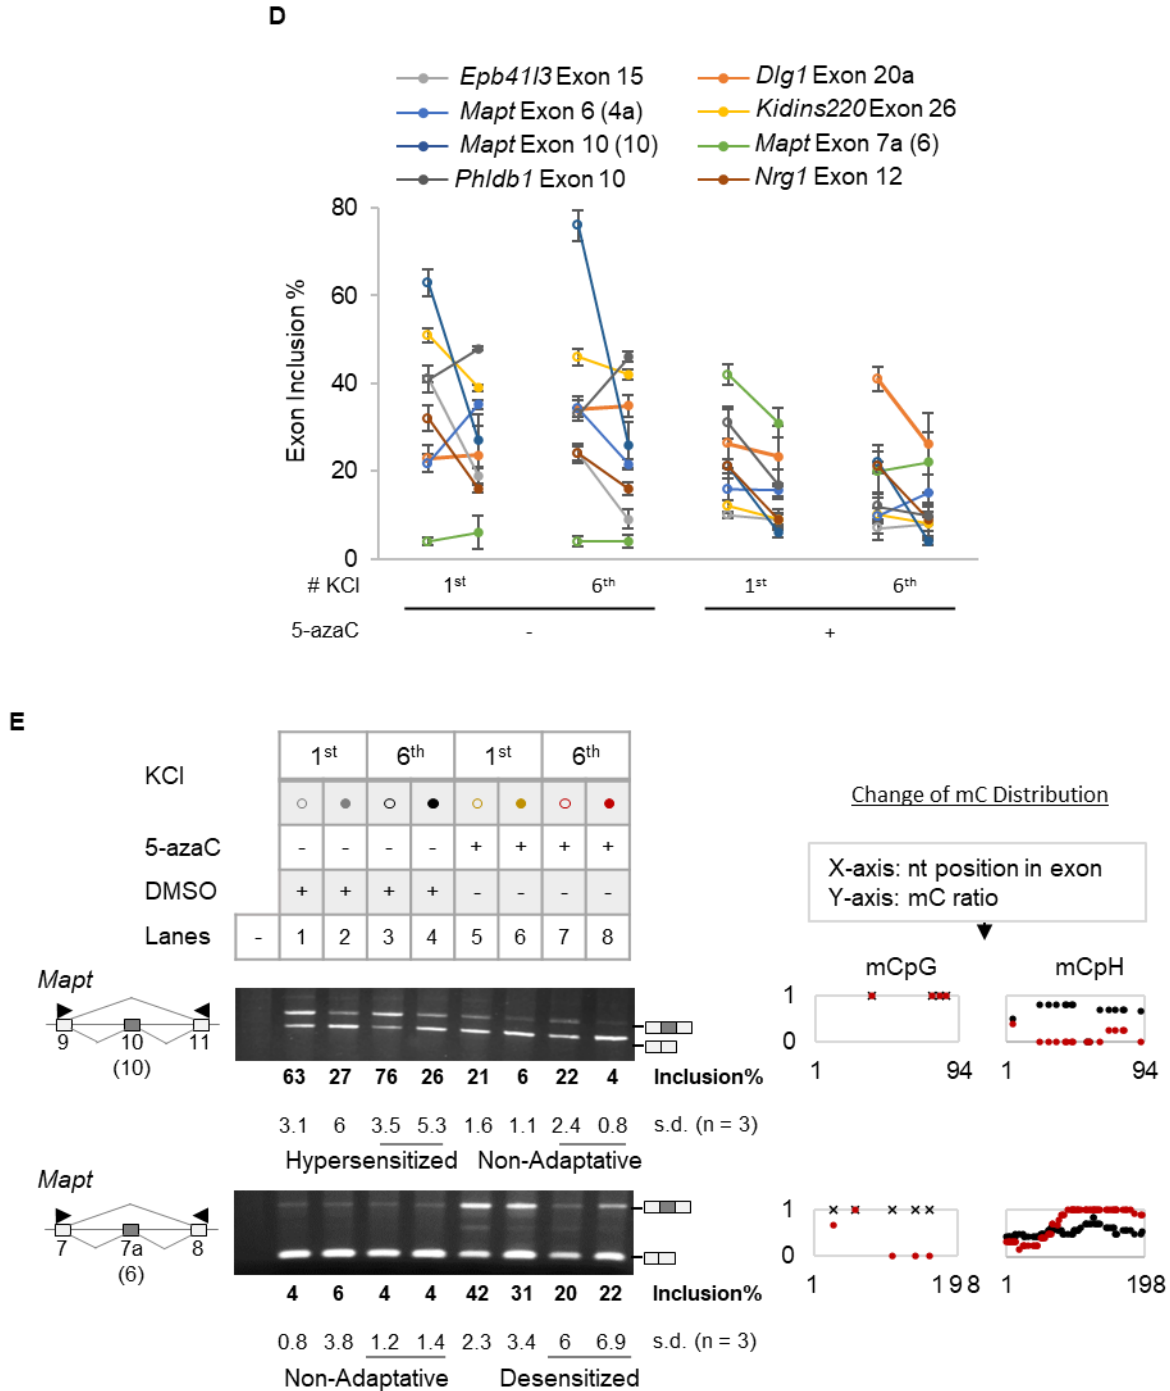 D
Epb41l3 Exon 15
Dlg1 Exon 20a
Mapt Exon 6 (4a)
Kidins220 Exon 26
Mapt Exon 10 (10)
Mapt Exon 7a (6)
Phldb1 Exon 10
Nrg1 Exon 12
Exon Inclusion %
80
60
40
20
0
# KCl 1st 6th 1st 6th
5-azaC - +
E
KCl 1st 6th 1st 6th
5-azaC - - - - + + + +
DMSO + + + + - - - -
Lanes - 1 2 3 4 5 6 7 8
Change of mC Distribution
X-axis: nt position in exon
Y-axis: mC ratio
mCpG mCpH
Mapt
9 10 11
(10)
63 27 76 26 21 6 22 4 Inclusion%
3.1 6 3.5 5.3 1.6 1.1 2.4 0.8 s.d. (n = 3)
Hypersensitized Non-Adaptative
1
0
1 94 1 94
Mapt
7 7a 8
(6)
4 6 4 4 42 31 20 22 Inclusion%
0.8 3.8 1.2 1.4 2.3 3.4 6 6.9 s.d. (n = 3)
Non-Adaptative Desensitized
1
0
1 198 1 198